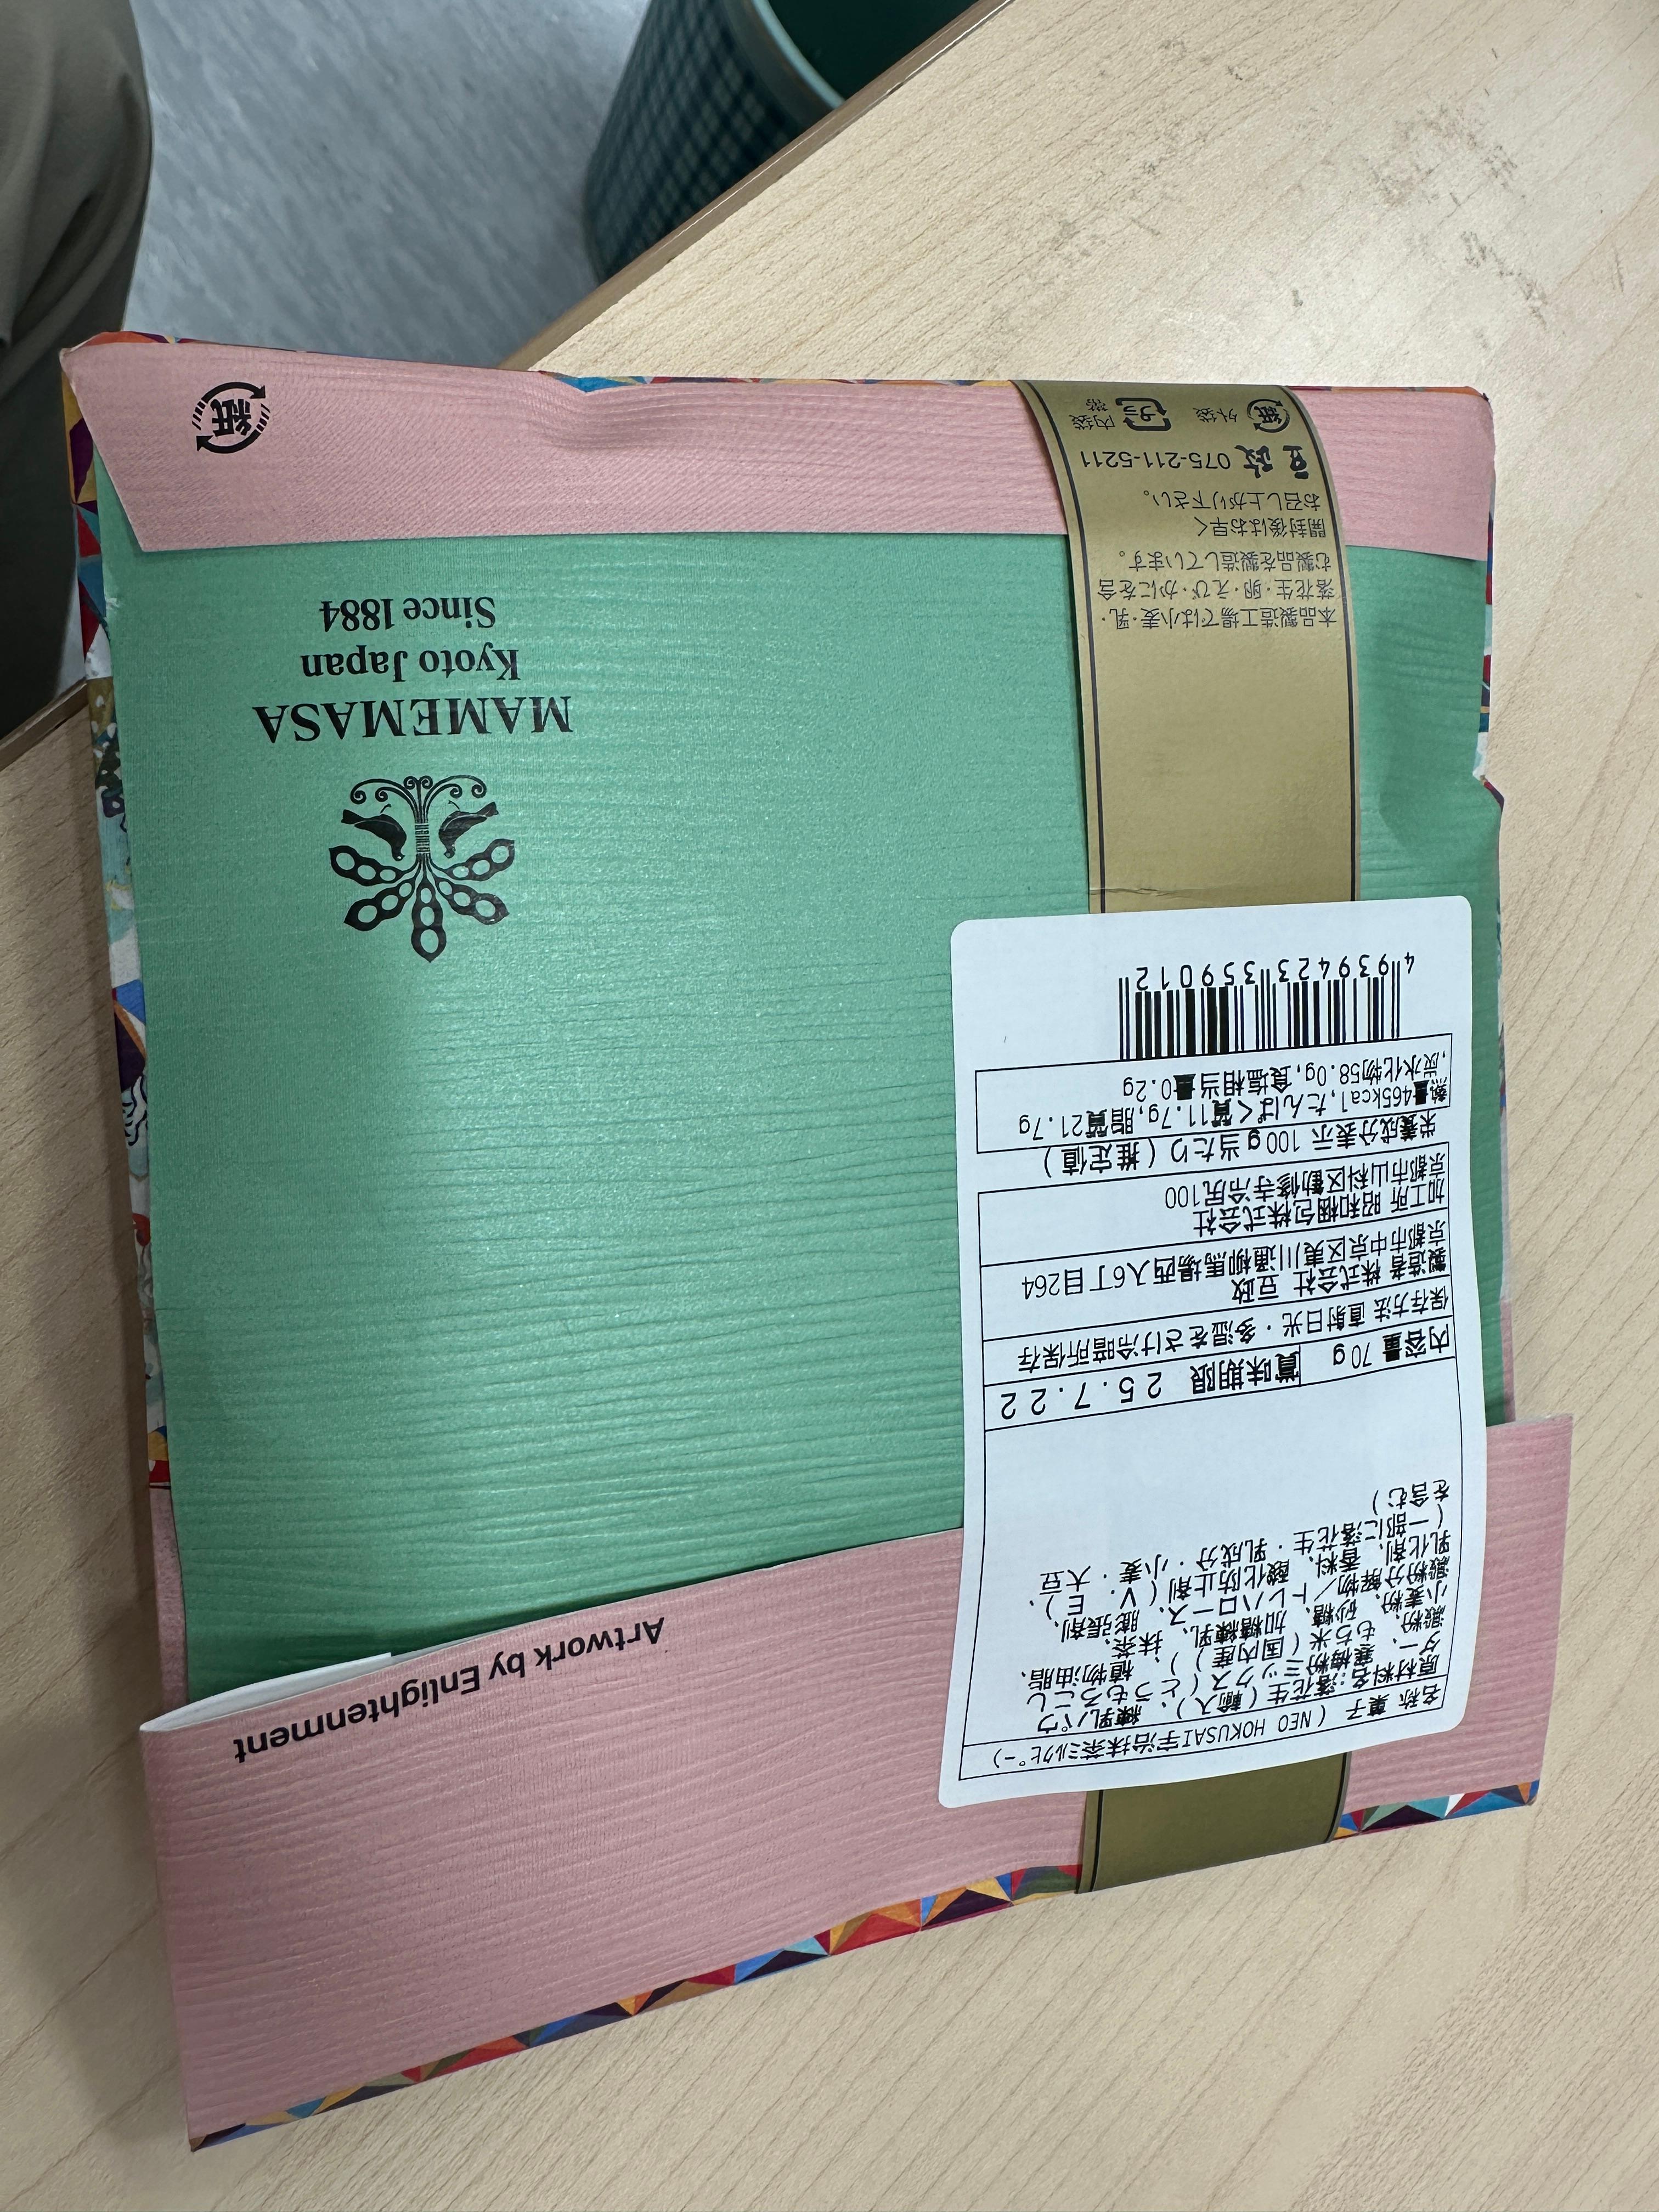 Artwork by Enlightenment
MAMEMASA
Kyoto Japan
Since 1884
紙
名称 菓子 (NEO HOKUSAI宇治抹茶ミルクピー)
原材料名:落花生(輸入)、練乳パウ
ダー、寒梅粉ミックス(とうもろこし
澱粉、もち米(国内産))、植物油脂、
小麦粉、砂糖、加糖練乳、抹茶、
澱粉分解物/トレハロース、膨張剤、
乳化剤、香料、酸化防止剤(V.E)、
(一部に落花生・乳成分・小麦・大豆
を含む)
内容量 70g 賞味期限 25.7.22
保存方法 直射日光・多湿をさけ冷暗所保存
製造者 株式会社 豆政
京都市中京区夷川通柳馬場西入6丁目264
加工所 昭和梱包株式会社
京都市山科区勧修寺冷尻100
栄養成分表示 100g当たり(推定値)
熱量465kcal,たんぱく質11.7g,脂質21.7g
,炭水化物58.0g,食塩相当量0.2g
4939423359012
本品製造工場では小麦・乳・
落花生・卵・えび・かにを含
む製品を製造しています。
開封後はお早く
お召し上がり下さい。
豆政 075-211-5211
紙 外袋 プラ 内袋 帯